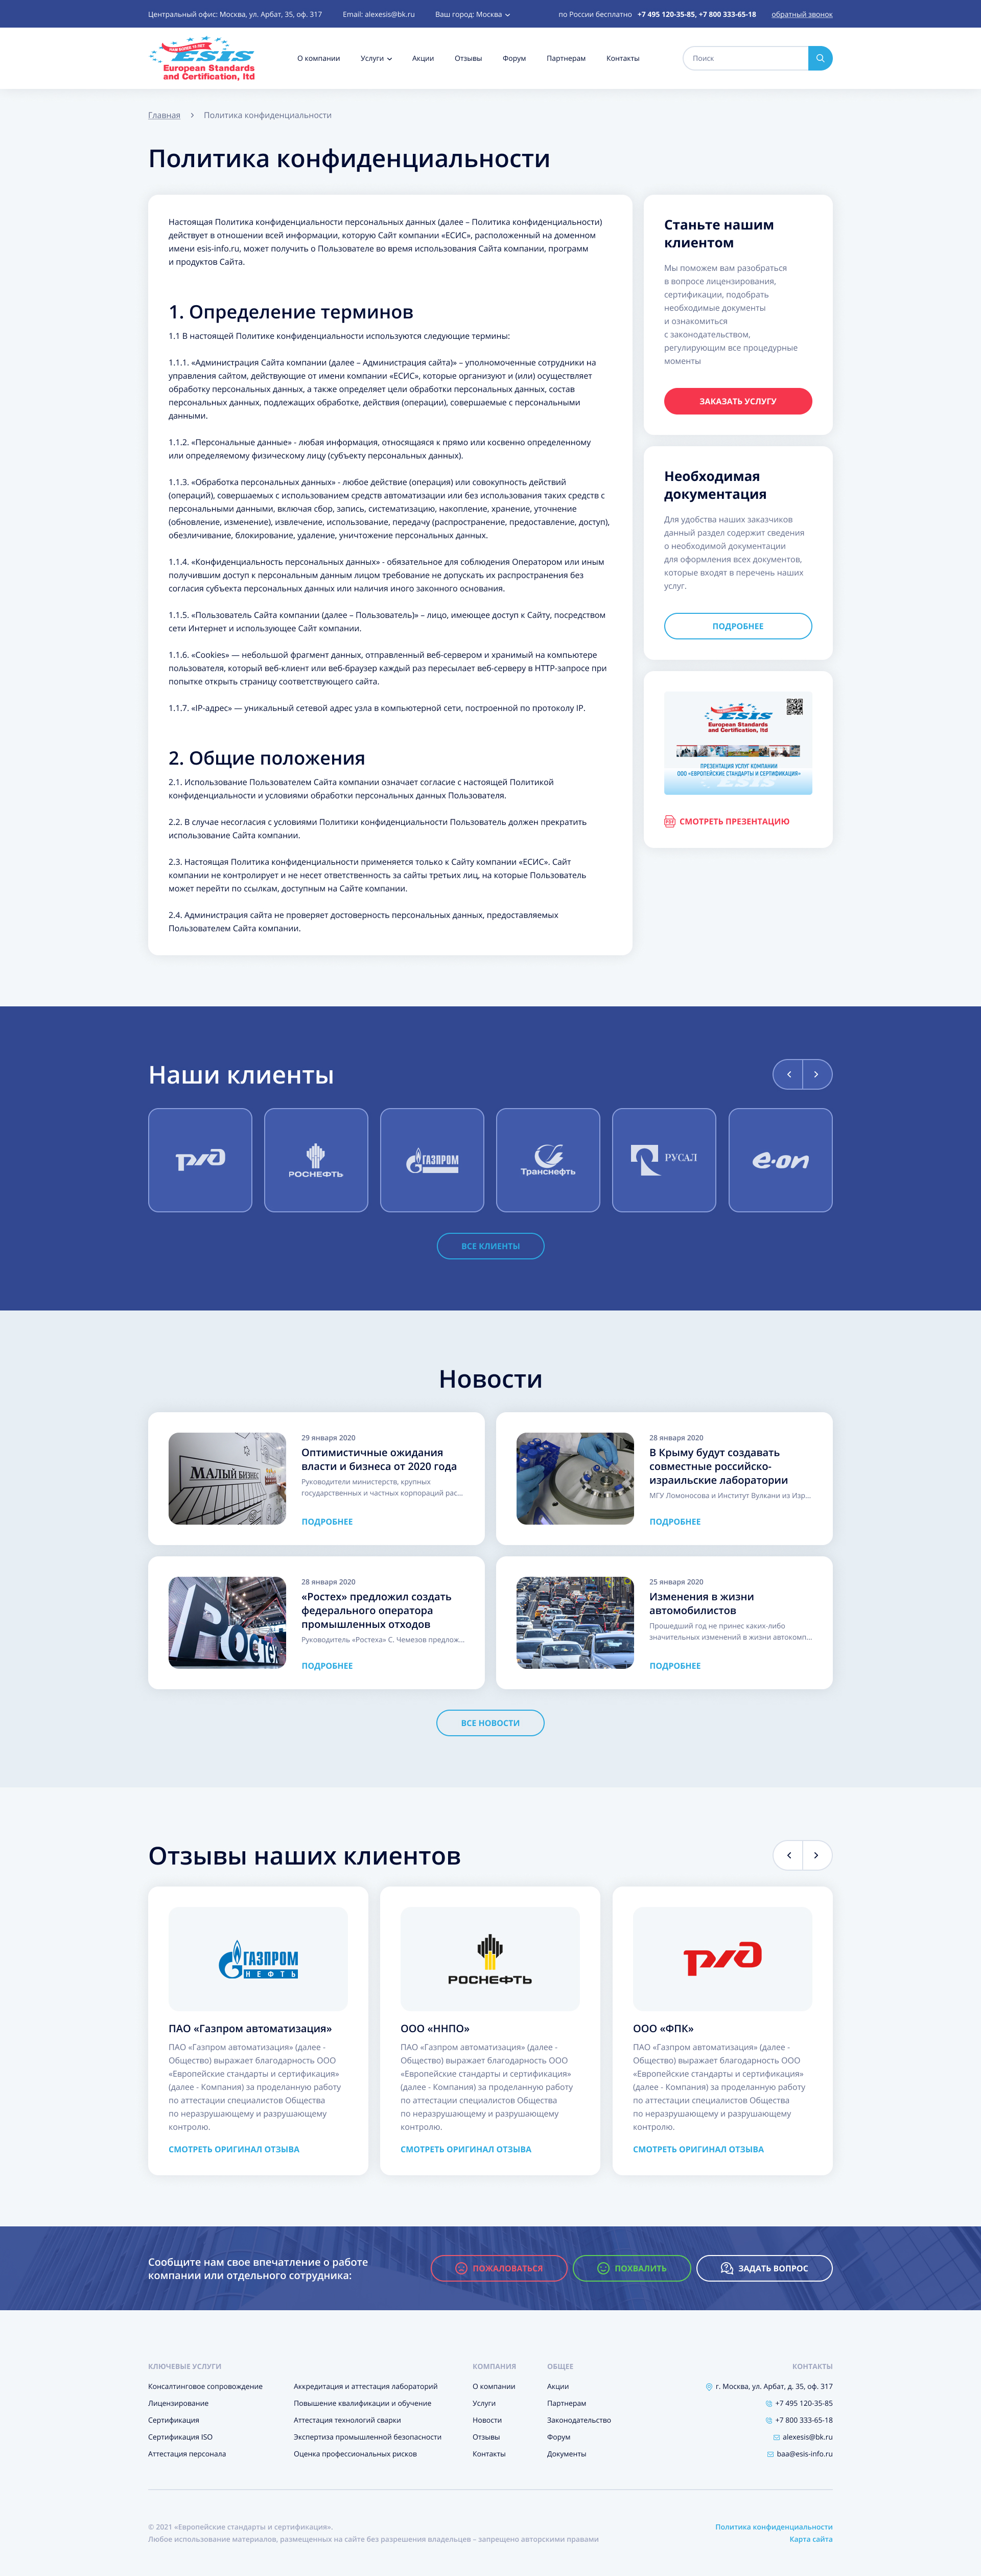 Центральный офис: Москва, ул. Арбат, 35, оф. 317
Email: alexesis@bk.ru
Ваш город: Москва
по России бесплатно +7 495 120-35-85, +7 800 333-65-18
обратный звонок
ESIS
European Standards
and Certification, ltd
О компании
Услуги
Акции
Отзывы
Форум
Партнерам
Контакты
Поиск
Главная
Политика конфиденциальности
Политика конфиденциальности
Настоящая Политика конфиденциальности персональных данных (далее – Политика конфиденциальности)
действует в отношении всей информации, которую Сайт компании «ЕСИС», расположенный на доменном
имени esis-info.ru, может получить о Пользователе во время использования Сайта компании, программ
и продуктов Сайта.
1. Определение терминов
1.1 В настоящей Политике конфиденциальности используются следующие термины:
1.1.1. «Администрация Сайта компании (далее – Администрация сайта)» – уполномоченные сотрудники на
управления сайтом, действующие от имени компании «ЕСИС», которые организуют и (или) осуществляет
обработку персональных данных, а также определяет цели обработки персональных данных, состав
персональных данных, подлежащих обработке, действия (операции), совершаемые с персональными
данными.
1.1.2. «Персональные данные» - любая информация, относящаяся к прямо или косвенно определенному
или определяемому физическому лицу (субъекту персональных данных).
1.1.3. «Обработка персональных данных» - любое действие (операция) или совокупность действий
(операций), совершаемых с использованием средств автоматизации или без использования таких средств с
персональными данными, включая сбор, запись, систематизацию, накопление, хранение, уточнение
(обновление, изменение), извлечение, использование, передачу (распространение, предоставление, доступ),
обезличивание, блокирование, удаление, уничтожение персональных данных.
1.1.4. «Конфиденциальность персональных данных» - обязательное для соблюдения Оператором или иным
получившим доступ к персональным данным лицом требование не допускать их распространения без
согласия субъекта персональных данных или наличия иного законного основания.
1.1.5. «Пользователь Сайта компании (далее – Пользователь)» – лицо, имеющее доступ к Сайту, посредством
сети Интернет и использующее Сайт компании.
1.1.6. «Cookies» — небольшой фрагмент данных, отправленный веб-сервером и хранимый на компьютере
пользователя, который веб-клиент или веб-браузер каждый раз пересылает веб-серверу в HTTP-запросе при
попытке открыть страницу соответствующего сайта.
1.1.7. «IP-адрес» — уникальный сетевой адрес узла в компьютерной сети, построенной по протоколу IP.
2. Общие положения
2.1. Использование Пользователем Сайта компании означает согласие с настоящей Политикой
конфиденциальности и условиями обработки персональных данных Пользователя.
2.2. В случае несогласия с условиями Политики конфиденциальности Пользователь должен прекратить
использование Сайта компании.
2.3. Настоящая Политика конфиденциальности применяется только к Сайту компании «ЕСИС». Сайт
компании не контролирует и не несет ответственность за сайты третьих лиц, на которые Пользователь
может перейти по ссылкам, доступным на Сайте компании.
2.4. Администрация сайта не проверяет достоверность персональных данных, предоставляемых
Пользователем Сайта компании.
Станьте нашим
клиентом
Мы поможем вам разобраться
в вопросе лицензирования,
сертификации, подобрать
необходимые документы
и ознакомиться
с законодательством,
регулирующим все процедурные
моменты
ЗАКАЗАТЬ УСЛУГУ
Необходимая
документация
Для удобства наших заказчиков
данный раздел содержит сведения
о необходимой документации
для оформления всех документов,
которые входят в перечень наших
услуг.
ПОДРОБНЕЕ
ESIS
European Standards
and Certification, ltd
ПРЕЗЕНТАЦИЯ УСЛУГ КОМПАНИИ
ООО «ЕВРОПЕЙСКИЕ СТАНДАРТЫ И СЕРТИФИКАЦИЯ»
ESIS
СМОТРЕТЬ ПРЕЗЕНТАЦИЮ
Наши клиенты
ржд
РОСНЕФТЬ
ГАЗПРОМ
Транснефть
РУСАЛ
e·on
ВСЕ КЛИЕНТЫ
Новости
МАЛЫЙ БИЗНЕС
29 января 2020
Оптимистичные ожидания
власти и бизнеса от 2020 года
Руководители министерств, крупных
государственных и частных корпораций рас...
ПОДРОБНЕЕ
28 января 2020
В Крыму будут создавать
совместные российско-
израильские лаборатории
МГУ Ломоносова и Институт Вулкани из Изр...
ПОДРОБНЕЕ
Ростех
28 января 2020
«Ростех» предложил создать
федерального оператора
промышленных отходов
Руководитель «Ростеха» С. Чемезов предлож...
ПОДРОБНЕЕ
25 января 2020
Изменения в жизни
автомобилистов
Прошедший год не принес каких-либо
значительных изменений в жизни автокомп...
ПОДРОБНЕЕ
ВСЕ НОВОСТИ
Отзывы наших клиентов
ГАЗПРОМ
НЕФТЬ
ПАО «Газпром автоматизация»
ПАО «Газпром автоматизация» (далее -
Общество) выражает благодарность ООО
«Европейские стандарты и сертификация»
(далее - Компания) за проделанную работу
по аттестации специалистов Общества
по неразрушающему и разрушающему
контролю.
СМОТРЕТЬ ОРИГИНАЛ ОТЗЫВА
РОСНЕФТЬ
ООО «ННПО»
ПАО «Газпром автоматизация» (далее -
Общество) выражает благодарность ООО
«Европейские стандарты и сертификация»
(далее - Компания) за проделанную работу
по аттестации специалистов Общества
по неразрушающему и разрушающему
контролю.
СМОТРЕТЬ ОРИГИНАЛ ОТЗЫВА
ржд
ООО «ФПК»
ПАО «Газпром автоматизация» (далее -
Общество) выражает благодарность ООО
«Европейские стандарты и сертификация»
(далее - Компания) за проделанную работу
по аттестации специалистов Общества
по неразрушающему и разрушающему
контролю.
СМОТРЕТЬ ОРИГИНАЛ ОТЗЫВА
Сообщите нам свое впечатление о работе
компании или отдельного сотрудника:
ПОЖАЛОВАТЬСЯ
ПОХВАЛИТЬ
ЗАДАТЬ ВОПРОС
КЛЮЧЕВЫЕ УСЛУГИ
Консалтинговое сопровождение
Лицензирование
Сертификация
Сертификация ISO
Аттестация персонала
Аккредитация и аттестация лабораторий
Повышение квалификации и обучение
Аттестация технологий сварки
Экспертиза промышленной безопасности
Оценка профессиональных рисков
КОМПАНИЯ
О компании
Услуги
Новости
Отзывы
Контакты
ОБЩЕЕ
Акции
Партнерам
Законодательство
Форум
Документы
КОНТАКТЫ
г. Москва, ул. Арбат, д. 35, оф. 317
+7 495 120-35-85
+7 800 333-65-18
alexesis@bk.ru
baa@esis-info.ru
© 2021 «Европейские стандарты и сертификация».
Любое использование материалов, размещенных на сайте без разрешения владельцев – запрещено авторскими правами
Политика конфиденциальности
Карта сайта